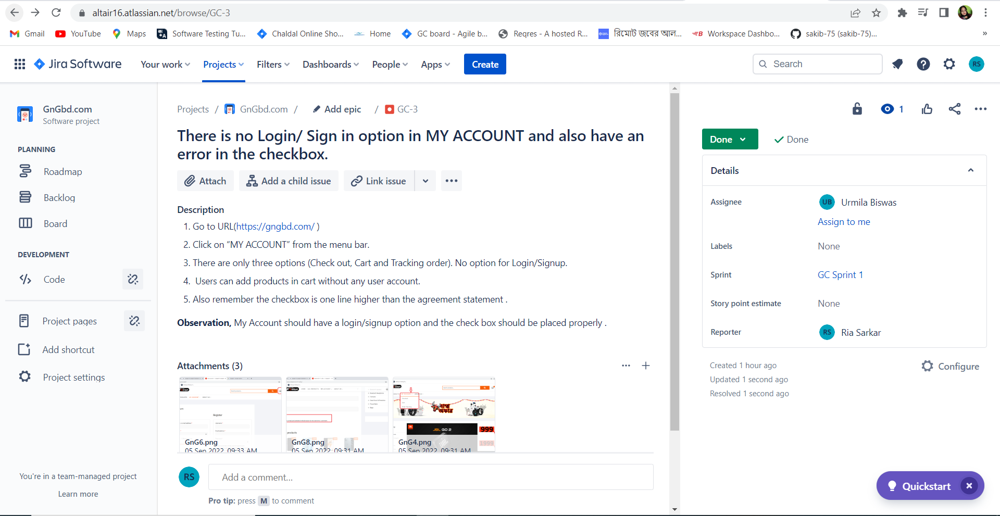 altair16.atlassian.net/browse/GC-3
Gmail
YouTube
Maps
Software Testing Tu...
Chaldal Online Sho...
Home
GC board - Agile b...
Reqres - A hosted R...
রিমোট জবের আল...
Workspace Dashbo...
sakib-75 (sakib-75)...
»
Jira Software
Your work
Projects
Filters
Dashboards
People
Apps
Create
Search
RS
GnGbd.com
Software project
PLANNING
Roadmap
Backlog
Board
DEVELOPMENT
Code
Project pages
Add shortcut
Project settings
You're in a team-managed project
Learn more
Projects / GnGbd.com / Add epic / GC-3
There is no Login/ Sign in option in MY ACCOUNT and also have an
error in the checkbox.
Attach
Add a child issue
Link issue
Description
1. Go to URL(https://gngbd.com/ )
2. Click on “MY ACCOUNT” from the menu bar.
3. There are only three options (Check out, Cart and Tracking order). No option for Login/Signup.
4. Users can add products in cart without any user account.
5. Also remember the checkbox is one line higher than the agreement statement .
Observation, My Account should have a login/signup option and the check box should be placed properly .
Attachments (3)
Register
GnG6.png
05 Sep 2022, 09:33 AM
products
GnG8.png
05 Sep 2022, 09:31 AM
JBL GO 2
999
1999
GnG4.png
05 Sep 2022, 09:31 AM
RS
Add a comment...
Pro tip: press M to comment
1
Done
Done
Details
Assignee
UB Urmila Biswas
Assign to me
Labels
None
Sprint
GC Sprint 1
Story point estimate
None
Reporter
RS Ria Sarkar
Created 1 hour ago
Updated 1 second ago
Resolved 1 second ago
Configure
Quickstart